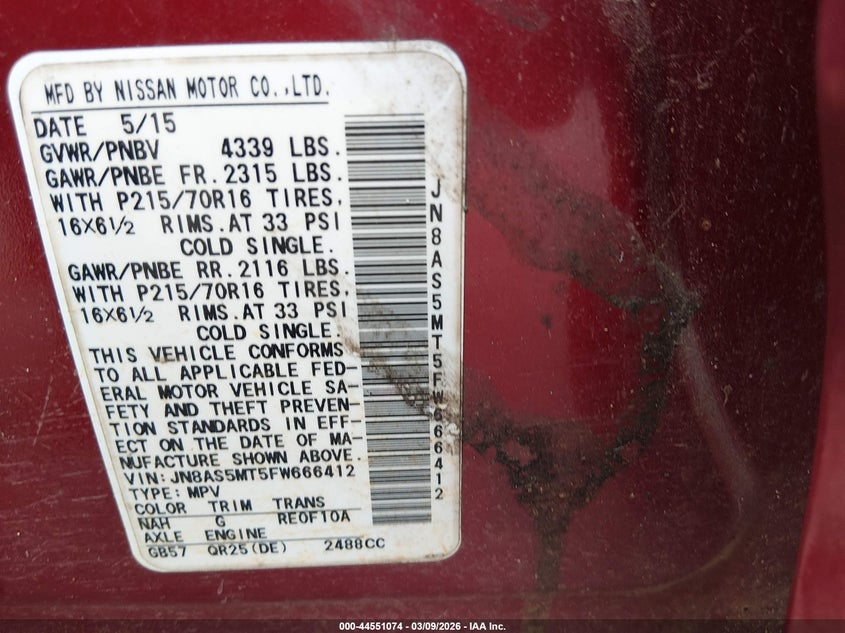 MFD BY NISSAN MOTOR CO.,LTD.
DATE 5/15
GVWR/PNBV 4339 LBS.
GAWR/PNBE FR.2315 LBS.
WITH P215/70R16 TIRES,
16X6½ RIMS.AT 33 PSI
COLD SINGLE.
GAWR/PNBE RR.2116 LBS.
WITH P215/70R16 TIRES,
16X6½ RIMS.AT 33 PSI
COLD SINGLE.
THIS VEHICLE CONFORMS
TO ALL APPLICABLE FED-
ERAL MOTOR VEHICLE SA-
FETY AND THEFT PREVEN-
TION STANDARDS IN EFF-
ECT ON THE DATE OF MA-
NUFACTURE SHOWN ABOVE.
VIN:JN8AS5MT5FW666412
TYPE:MPV
COLOR TRIM TRANS
NAH G RE0F10A
AXLE ENGINE
GB57 QR25(DE) 2488CC
JN8AS5MT5FW666412
000-44551074 - 03/09/2026 - IAA Inc.